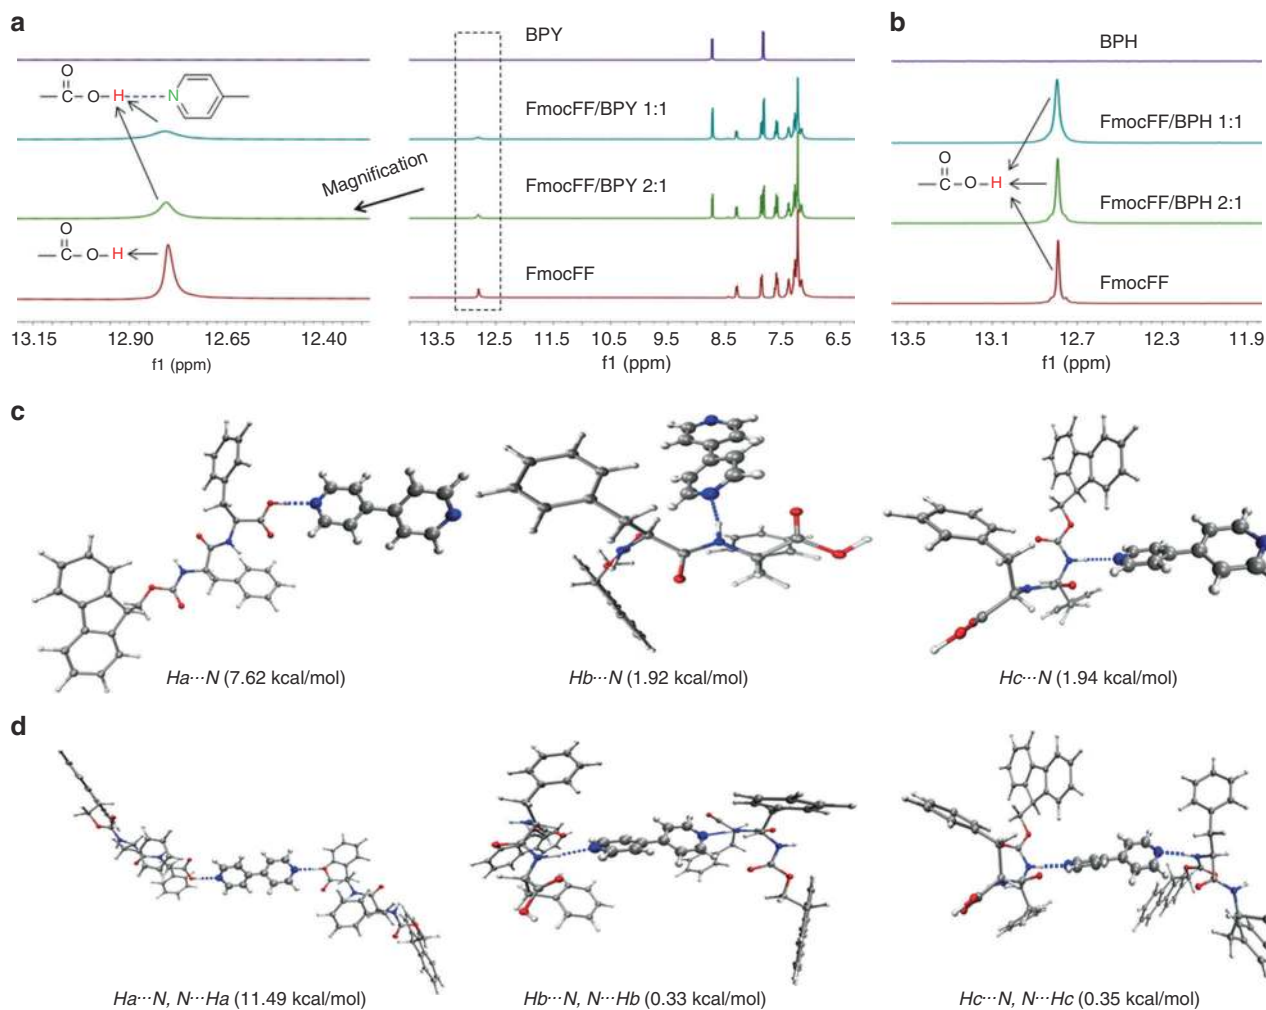 a
b
BPY
BPH
O
C
O
H
N
FmocFF/BPY 1:1
FmocFF/BPH 1:1
Magnification
FmocFF/BPY 2:1
O
C
O
H
FmocFF/BPH 2:1
O
C
O
H
FmocFF
FmocFF
13.15 12.90 12.65 12.40
f1 (ppm)
13.5 12.5 11.5 10.5 9.5 8.5 7.5 6.5
f1 (ppm)
13.5 13.1 12.7 12.3 11.9
f1 (ppm)
c
Ha···N (7.62 kcal/mol)
Hb···N (1.92 kcal/mol)
Hc···N (1.94 kcal/mol)
d
Ha···N, N···Ha (11.49 kcal/mol)
Hb···N, N···Hb (0.33 kcal/mol)
Hc···N, N···Hc (0.35 kcal/mol)